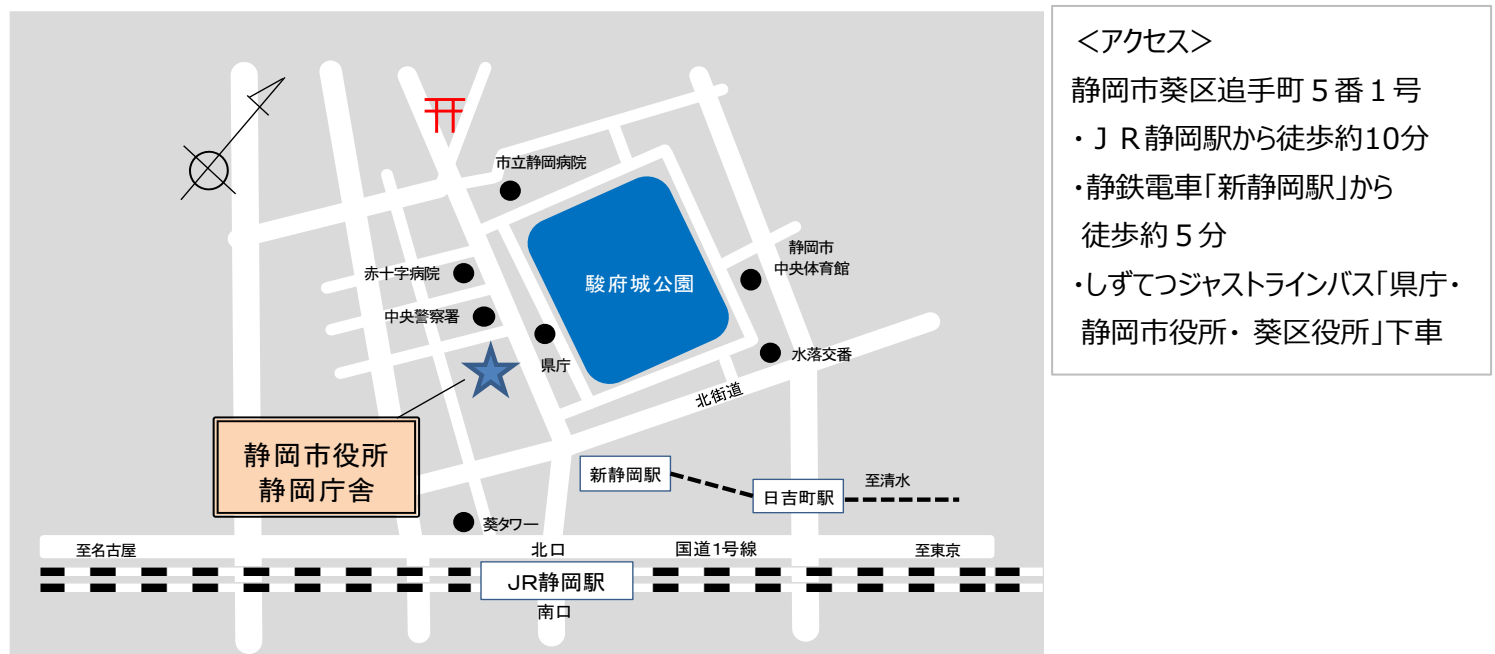 市立静岡病院
赤十字病院
中央警察署
県庁
駿府城公園
静岡市
中央体育館
水落交番
北街道
静岡市役所
静岡庁舎
新静岡駅
日吉町駅
至清水
葵タワー
至名古屋
北口
国道1号線
至東京
JR静岡駅
南口
＜アクセス＞
静岡市葵区追手町５番１号
・ＪＲ静岡駅から徒歩約10分
・静鉄電車「新静岡駅」から
徒歩約５分
・しずてつジャストラインバス「県庁・
静岡市役所・ 葵区役所」下車